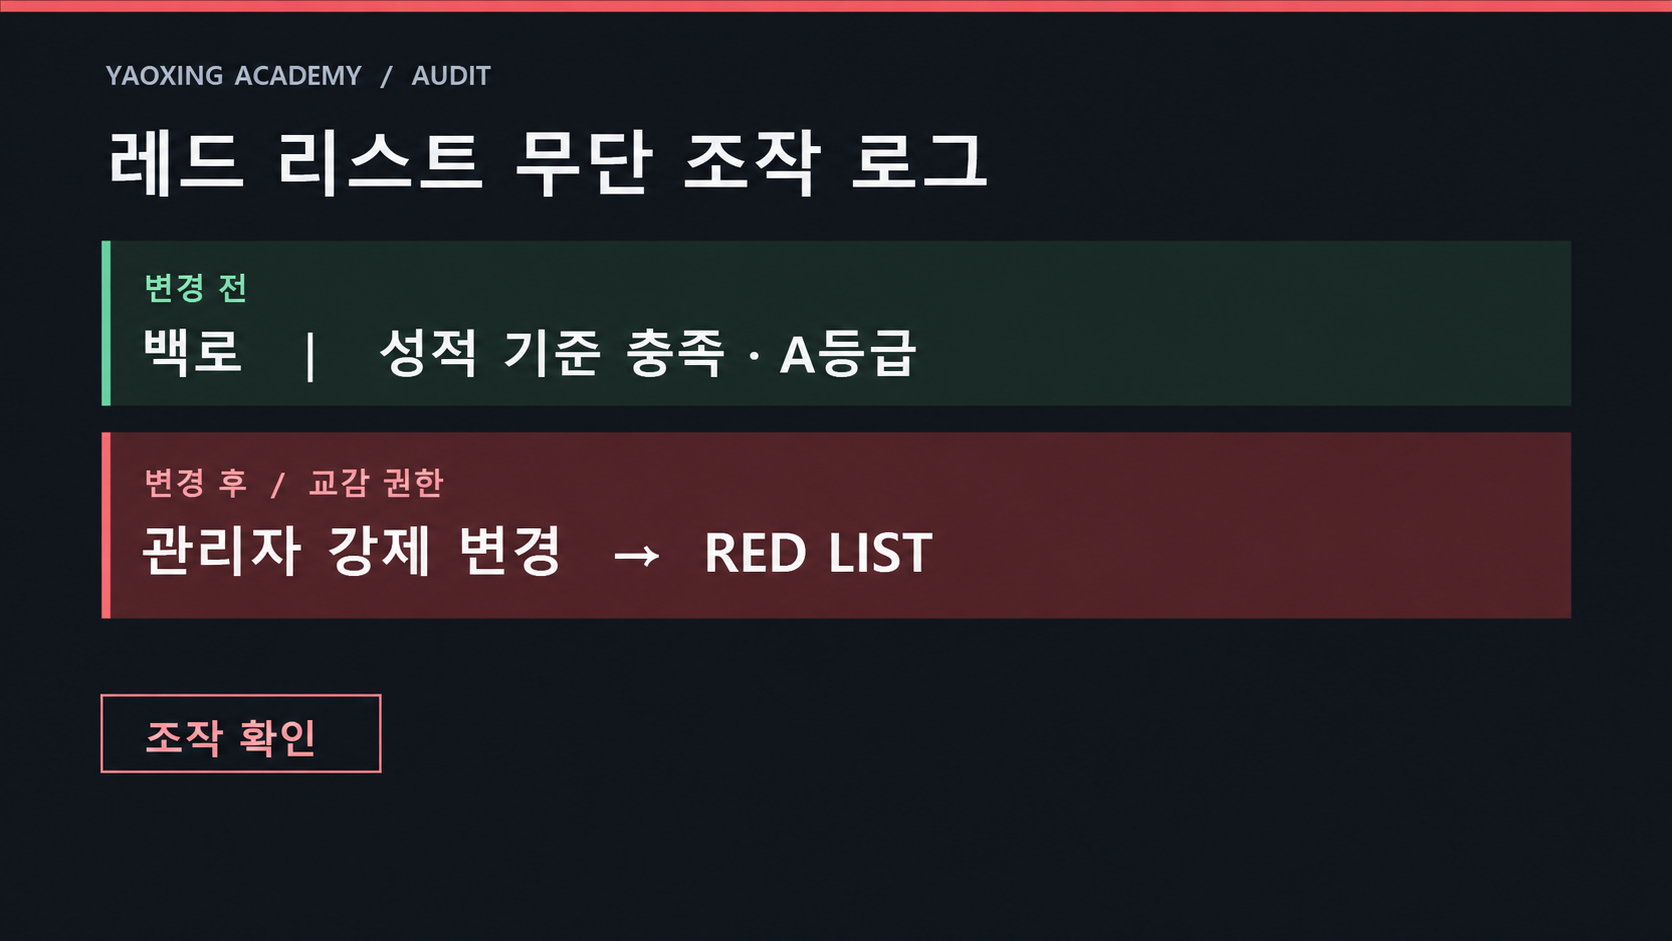 YAOXING ACADEMY / AUDIT
레드 리스트 무단 조작 로그
변경 전
백로 | 성적 기준 충족 · A등급
변경 후 / 교감 권한
관리자 강제 변경 → RED LIST
조작 확인